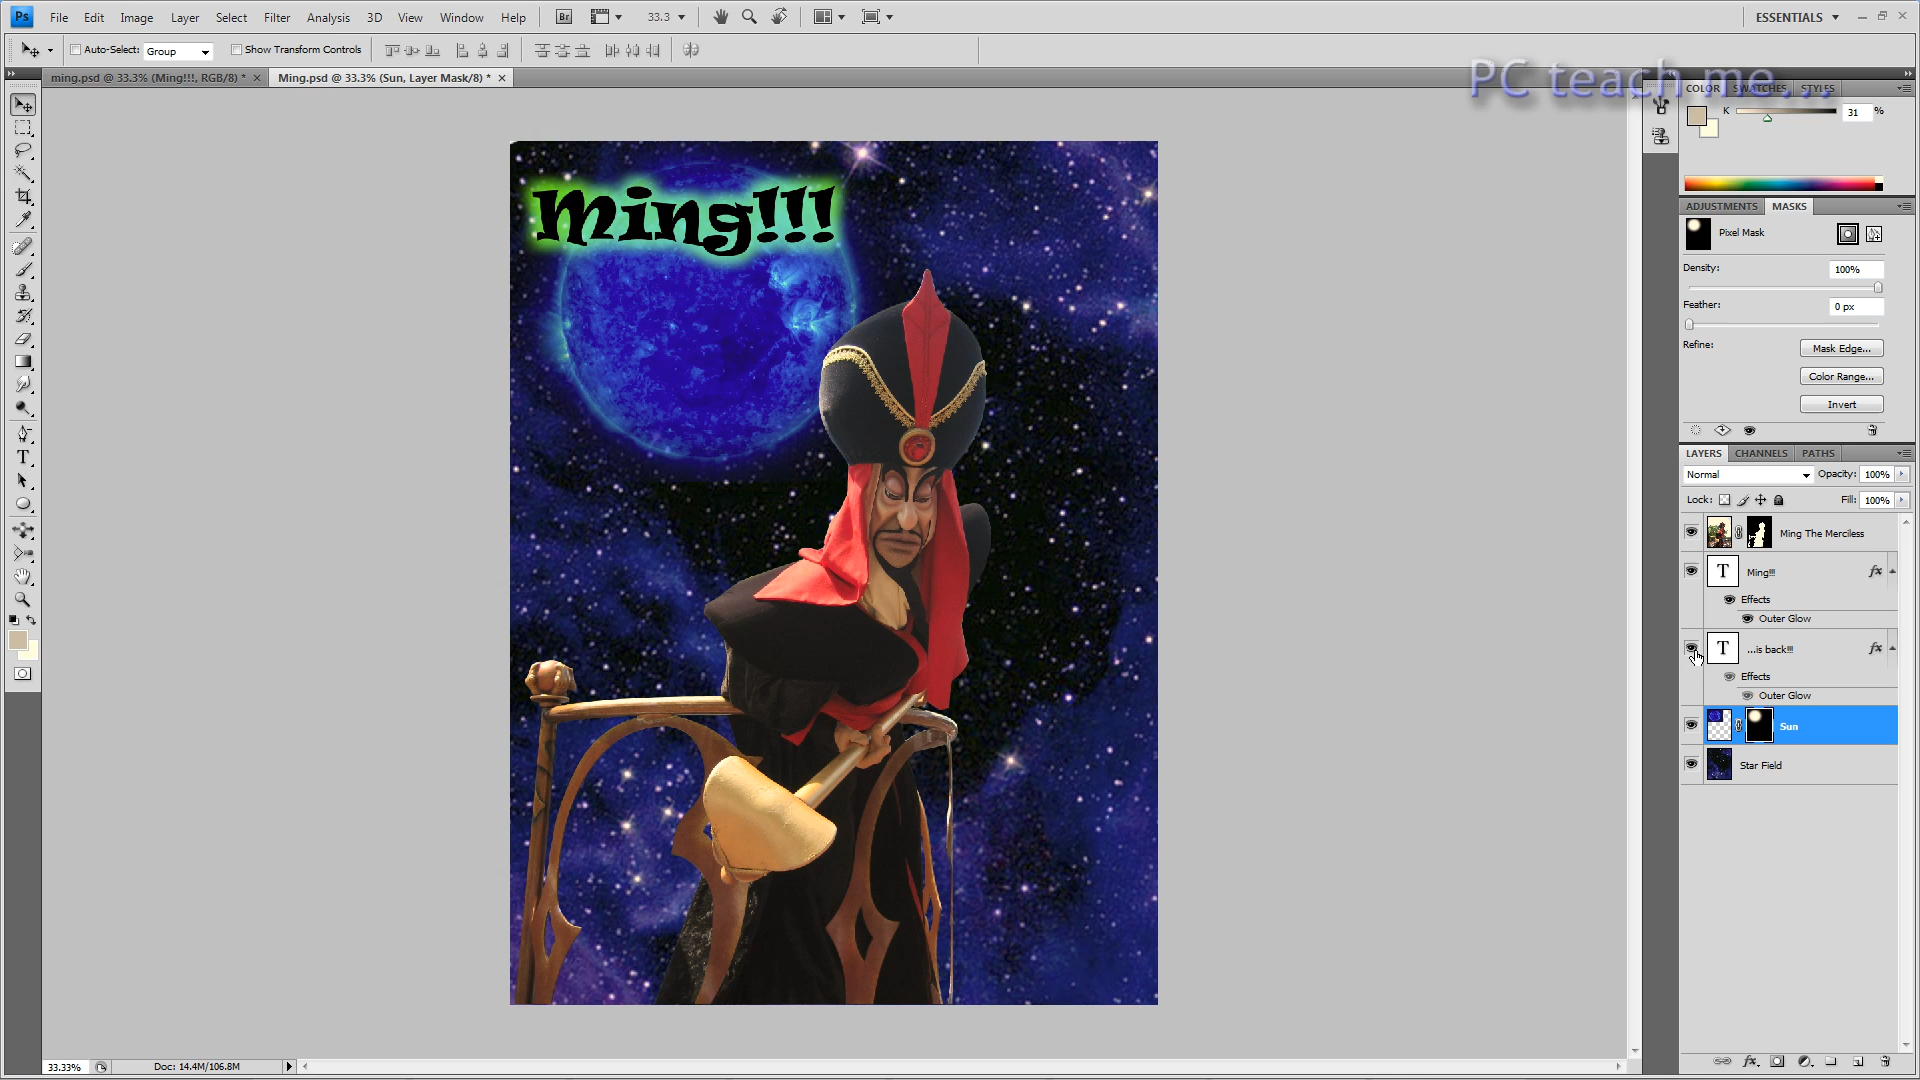 Ps File Edit Image Layer Select Filter Analysis 3D View Window Help Br 33.3 ESSENTIALS
Auto-Select: Group Show Transform Controls
ming.psd @ 33.3% (Ming!!!, RGB/8) * Ming.psd @ 33.3% (Sun, Layer Mask/8) *
PC teach me...
COLOR SWATCHES STYLES
K 31 %
ADJUSTMENTS MASKS
Pixel Mask
Density: 100%
Feather: 0 px
Refine: Mask Edge...
Color Range...
Invert
LAYERS CHANNELS PATHS
Normal Opacity: 100%
Lock: Fill: 100%
Ming The Merciless
T Ming!!! fx
Effects
Outer Glow
T ...is back!!! fx
Effects
Outer Glow
Sun
Star Field
Ming!!!
33.33% Doc: 14.4M/106.8M